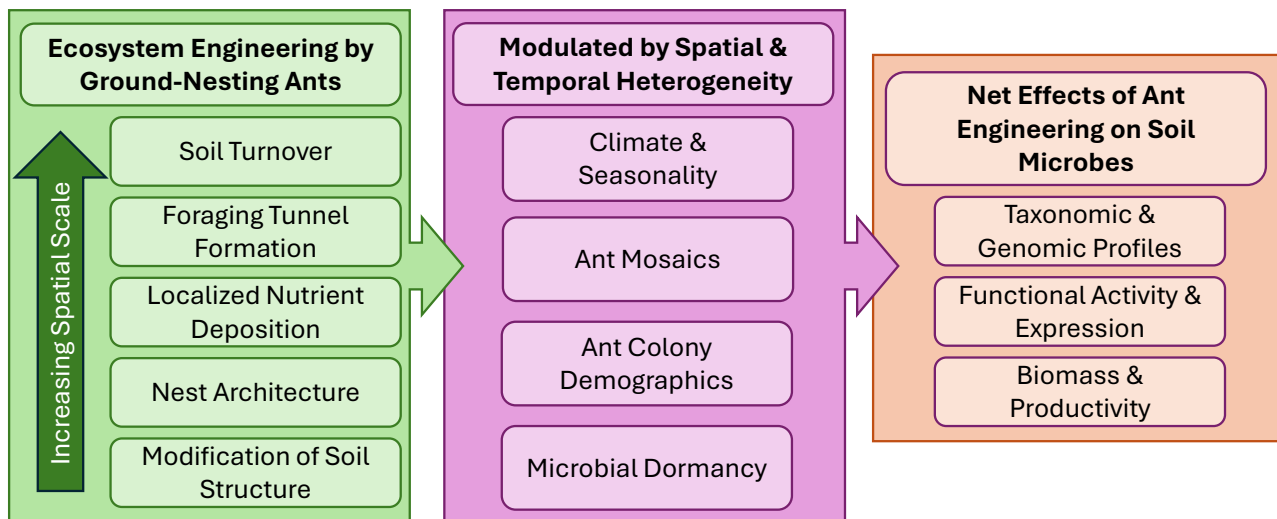 Ecosystem Engineering by
Ground-Nesting Ants
Increasing Spatial Scale
Soil Turnover
Foraging Tunnel
Formation
Localized Nutrient
Deposition
Nest Architecture
Modification of Soil
Structure
Modulated by Spatial &
Temporal Heterogeneity
Climate &
Seasonality
Ant Mosaics
Ant Colony
Demographics
Microbial Dormancy
Net Effects of Ant
Engineering on Soil
Microbes
Taxonomic &
Genomic Profiles
Functional Activity &
Expression
Biomass &
Productivity